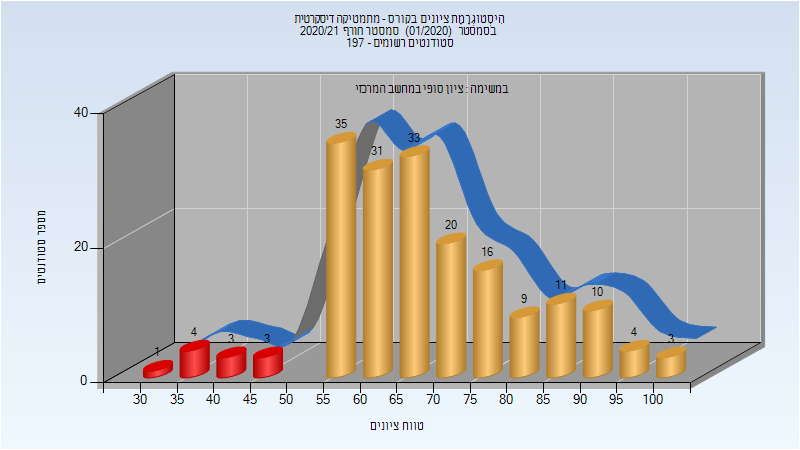 היסטוגרמת ציונים בקורס - מתמטיקה דיסקרטית
בסמסטר (01/2020) סמסטר חורף 2020/21
סטודנטים רשומים - 197
במשימה : ציון סופי במחשב המרכזי
מספר סטודנטים
40
20
0
1
4
3
3
35
31
33
20
16
9
11
10
4
3
30 35 40 45 50 55 60 65 70 75 80 85 90 95 100
טווח ציונים